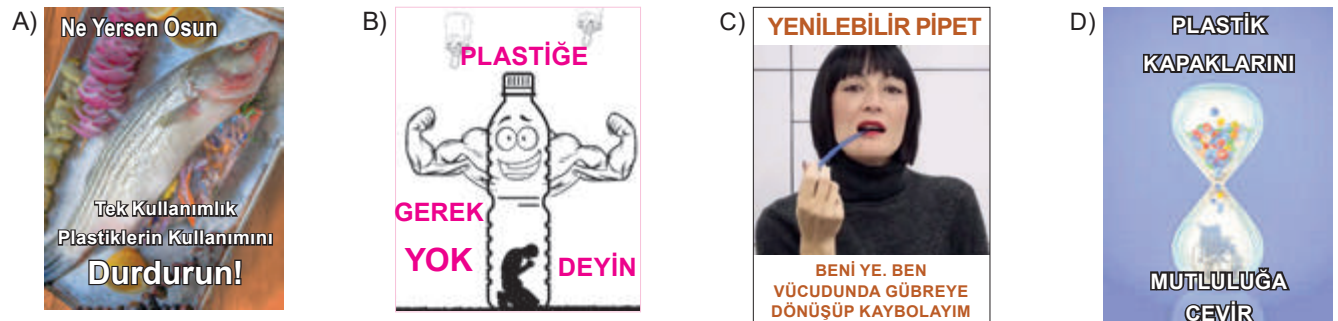 A)
Ne Yersen Osun
Tek Kullanımlık
Plastiklerin Kullanımını
Durdurun!
B)
PLASTİĞE
GEREK
YOK
DEYİN
C)
YENİLEBİLİR PİPET
BENİ YE. BEN
VÜCUDUNDA GÜBREYE
DÖNÜŞÜP KAYBOLAYIM
D)
PLASTİK
KAPAKLARINI
MUTLULUĞA
ÇEVİR